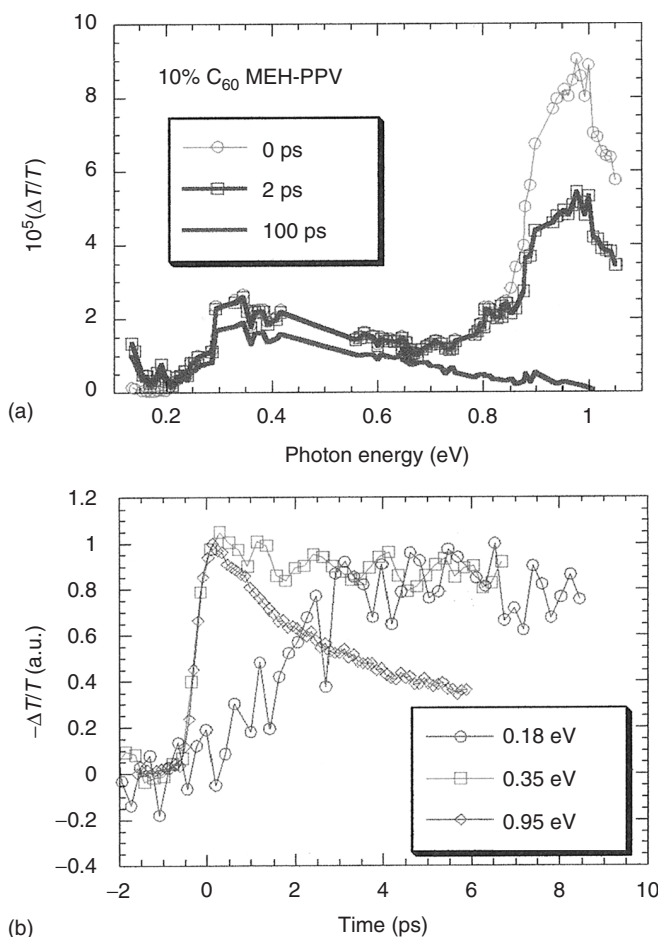 10
8
6
4
2
0
10⁵(ΔT/T)
10% C₆₀ MEH-PPV
0 ps
2 ps
100 ps
0.2
0.4
0.6
0.8
1
Photon energy (eV)
(a)
1.2
1
0.8
0.6
0.4
0.2
0
−0.2
−0.4
−ΔT/T (a.u.)
0.18 eV
0.35 eV
0.95 eV
−2
0
2
4
6
8
10
Time (ps)
(b)